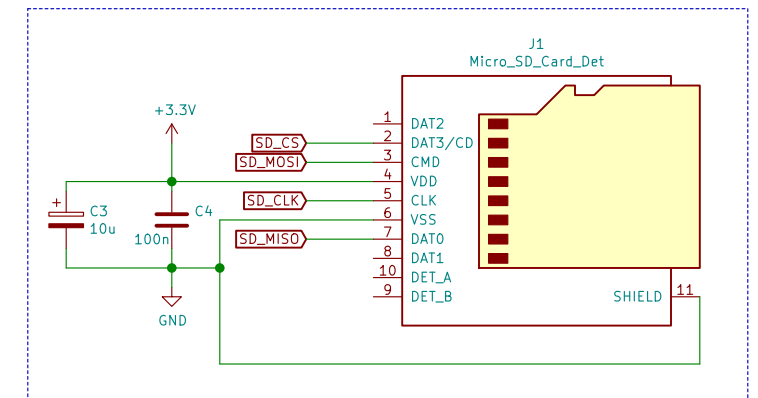 J1
Micro_SD_Card_Det
+3.3V
1 DAT2
SD_CS 2 DAT3/CD
SD_MOSI 3 CMD
4 VDD
SD_CLK 5 CLK
+ C3 10u
C4 100n
6 VSS
SD_MISO 7 DAT0
8 DAT1
10 DET_A
9 DET_B
SHIELD 11
GND